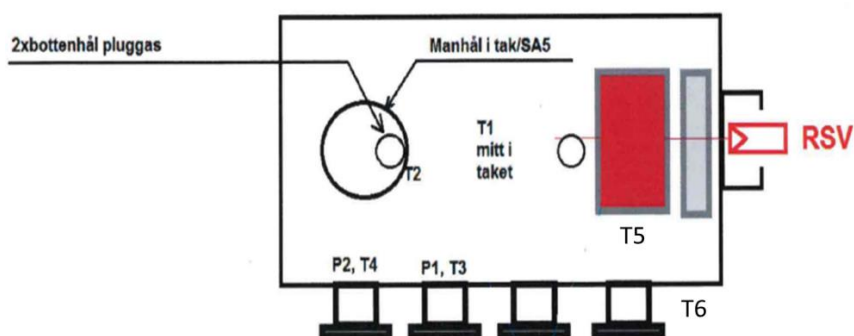 2xbottenhål pluggas
Manhål i tak/SA5
T1
mitt i
taket
T2
RSV
T5
P2, T4
P1, T3
T6